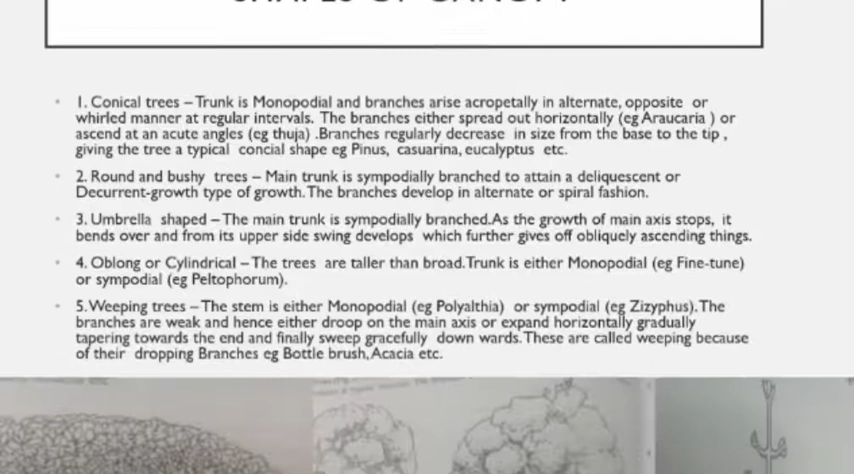 SHAPES OF CANOPY
• 1. Conical trees – Trunk is Monopodial and branches arise acropetally in alternate, opposite or
whirled manner at regular intervals. The branches either spread out horizontally (eg Araucaria ) or
ascend at an acute angles (eg thuja) .Branches regularly decrease in size from the base to the tip ,
giving the tree a typical concial shape eg Pinus, casuarina, eucalyptus etc.
• 2. Round and bushy trees – Main trunk is sympodially branched to attain a deliquescent or
Decurrent-growth type of growth. The branches develop in alternate or spiral fashion.
• 3. Umbrella shaped – The main trunk is sympodially branched.As the growth of main axis stops, it
bends over and from its upper side swing develops which further gives off obliquely ascending things.
• 4. Oblong or Cylindrical – The trees are taller than broad.Trunk is either Monopodial (eg Fine-tune)
or sympodial (eg Peltophorum).
• 5. Weeping trees – The stem is either Monopodial (eg Polyalthia) or sympodial (eg Zizyphus). The
branches are weak and hence either droop on the main axis or expand horizontally gradually
tapering towards the end and finally sweep gracefully down wards. These are called weeping because
of their dropping Branches eg Bottle brush, Acacia etc.